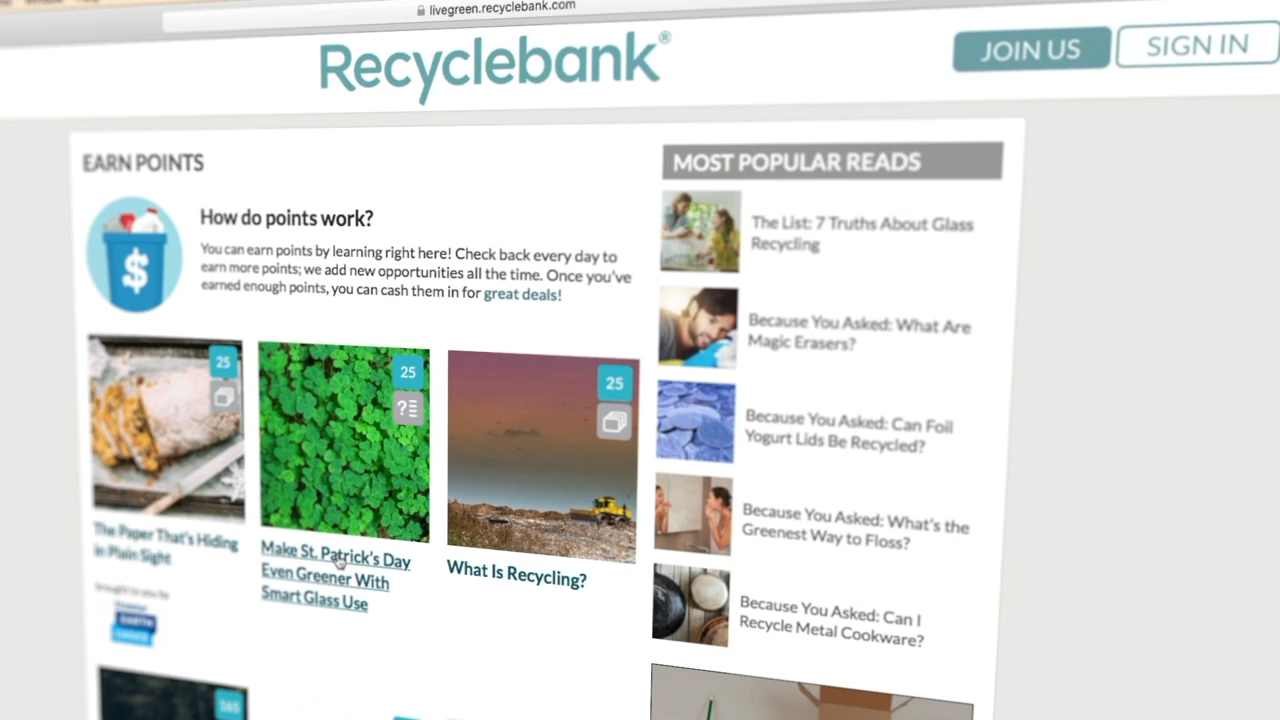 livegreen.recyclebank.com
Recyclebank®
JOIN US
SIGN IN
EARN POINTS
How do points work?
You can earn points by learning right here! Check back every day to
earn more points; we add new opportunities all the time. Once you've
earned enough points, you can cash them in for great deals!
25
25
25
The Paper That's Hiding
In Plain Sight
brought to you by
EARTH
Make St. Patrick's Day
Even Greener With
Smart Glass Use
What Is Recycling?
MOST POPULAR READS
The List: 7 Truths About Glass
Recycling
Because You Asked: What Are
Magic Erasers?
Because You Asked: Can Foil
Yogurt Lids Be Recycled?
Because You Asked: What's the
Greenest Way to Floss?
Because You Asked: Can I
Recycle Metal Cookware?